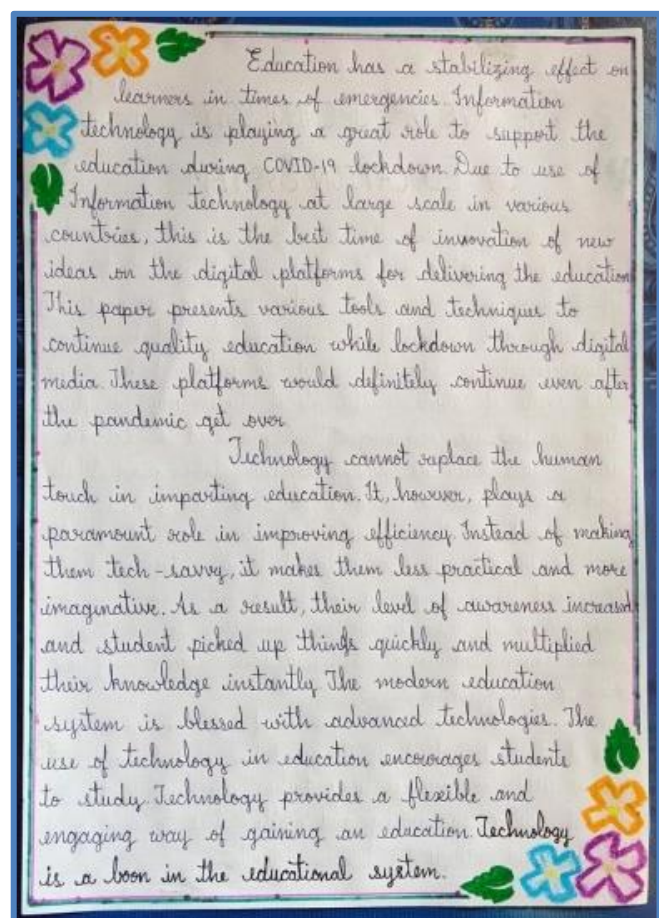 Education has a stabilizing effect on
learners in times of emergencies. Information
technology is playing a great role to support the
education during COVID-19 lockdown. Due to use of
Information technology at large scale in various
countries, this is the best time of innovation of new
ideas on the digital platforms for delivering the education
This paper presents various tools and techniques to
continue quality education while lockdown through digital
media. These platforms would definitely continue even after
the pandemic get over.
Technology cannot replace the human
touch in imparting education. It, however, plays a
paramount role in improving efficiency. Instead of making
them tech-savvy, it makes them less practical and more
imaginative. As a result, their level of awareness increased
and student picked up things quickly and multiplied
their knowledge instantly. The modern education
system is blessed with advanced technologies. The
use of technology in education encourages students
to study. Technology provides a flexible and
engaging way of gaining an education. Technology
is a boon in the educational system.